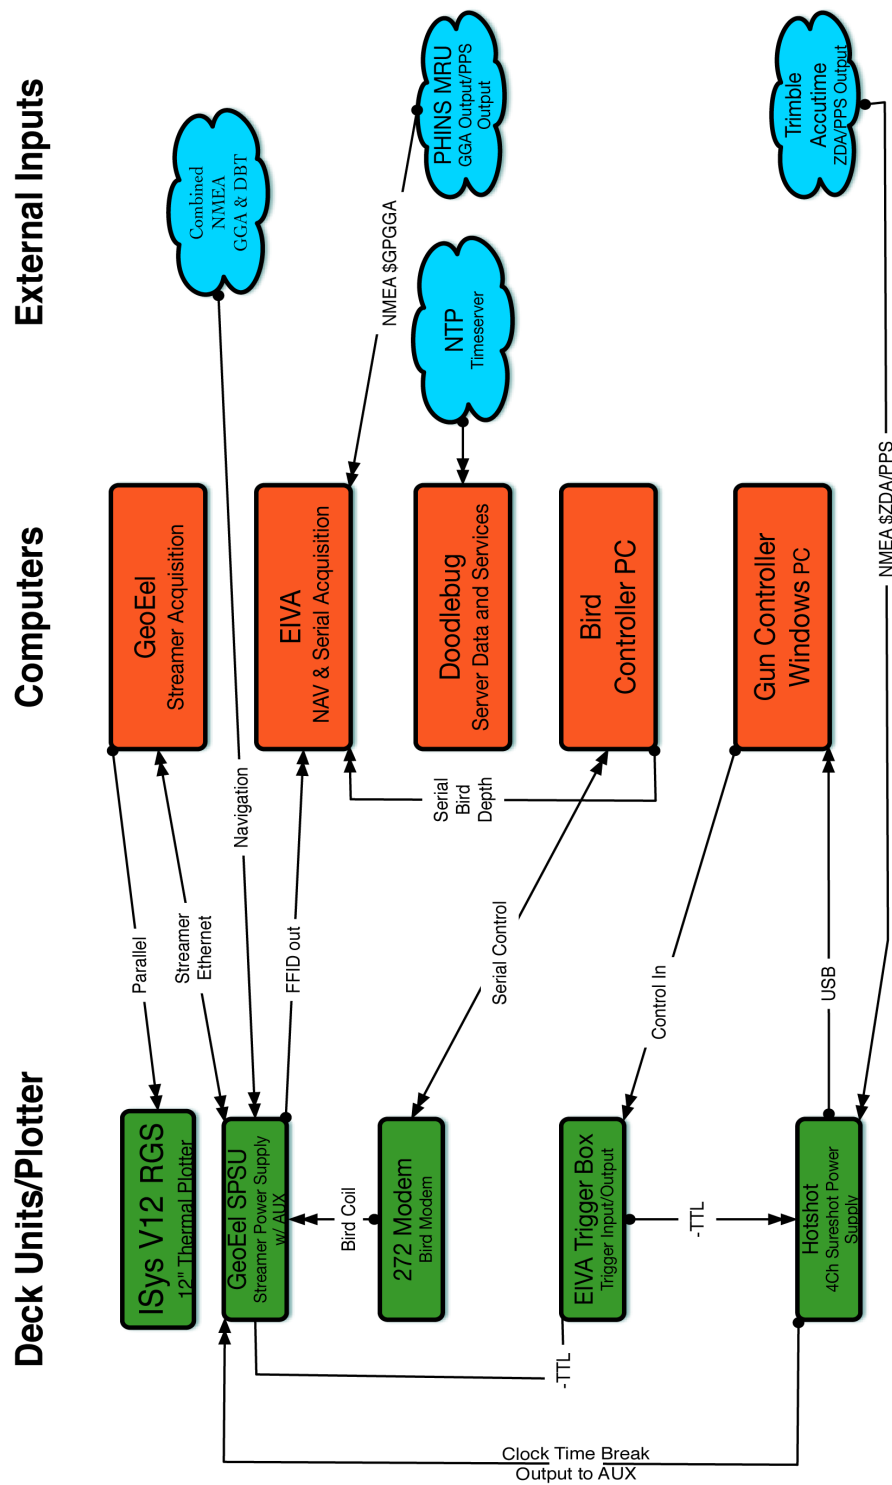 Deck Units/Plotter
Computers
External Inputs
ISys V12 RGS
12" Thermal Plotter
Parallel
GeoEel
Streamer Acquisition
Combined
NMEA
GGA & DBT
GeoEel SPSU
Streamer Power Supply
w/ AUX
Streamer
Ethernet
Navigation
FFID out
EIVA
NAV & Serial Acquisition
NMEA $GPGGA
PHINS MRU
GGA Output/PPS
Output
Bird Coil
272 Modem
Bird Modem
Serial
Bird
Depth
Serial Control
Doodlebug
Server Data and Services
NTP
Timeserver
-TTL
EIVA Trigger Box
Trigger Input/Output
Bird
Controller PC
Control In
-TTL
Gun Controller
Windows PC
Trimble
Accutime
ZDA/PPS Output
Hotshot
4Ch Sureshot Power
Supply
USB
NMEA $ZDA/PPS
Clock Time Break
Output to AUX